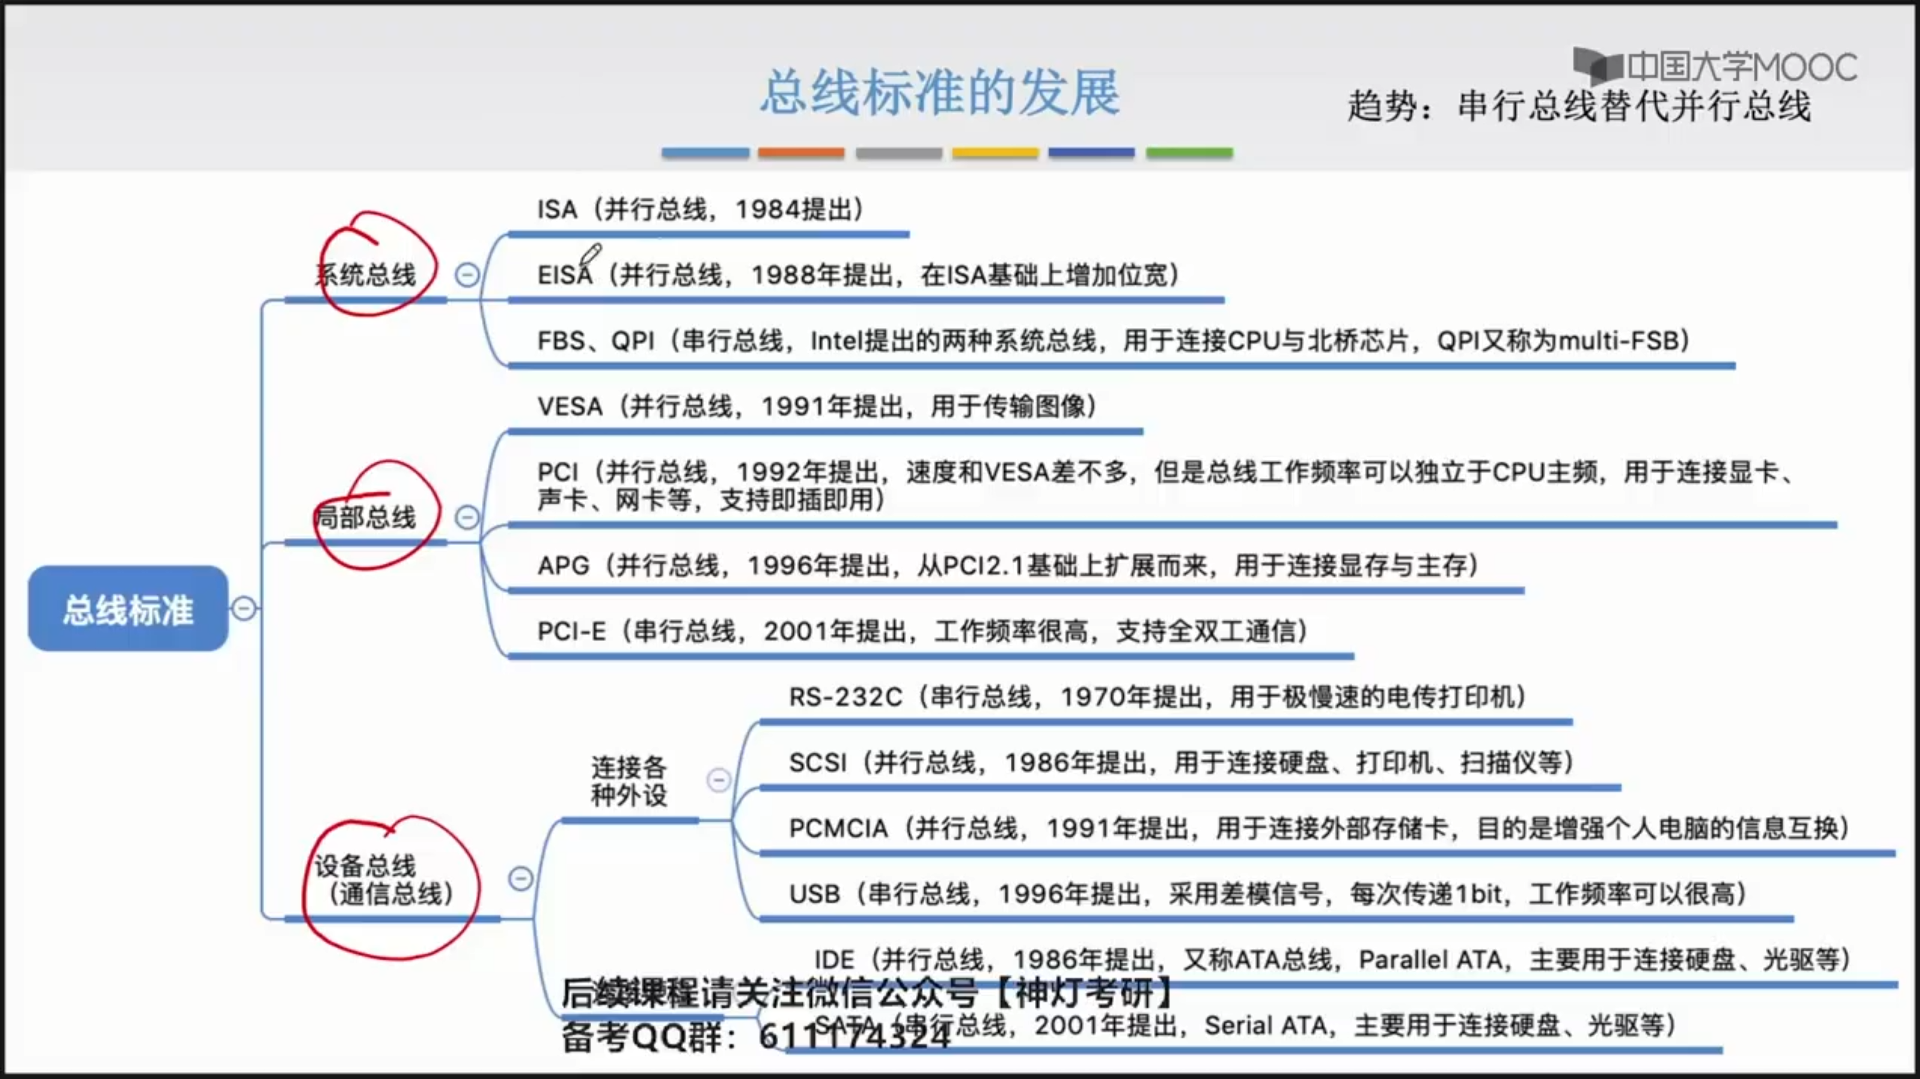 中国大学MOOC
总线标准的发展
趋势：串行总线替代并行总线
总线标准
系统总线
ISA（并行总线，1984提出）
EISA（并行总线，1988年提出，在ISA基础上增加位宽）
FBS、QPI（串行总线，Intel提出的两种系统总线，用于连接CPU与北桥芯片，QPI又称为multi-FSB）
局部总线
VESA（并行总线，1991年提出，用于传输图像）
PCI（并行总线，1992年提出，速度和VESA差不多，但是总线工作频率可以独立于CPU主频，用于连接显卡、
声卡、网卡等，支持即插即用）
APG（并行总线，1996年提出，从PCI2.1基础上扩展而来，用于连接显存与主存）
PCI-E（串行总线，2001年提出，工作频率很高，支持全双工通信）
设备总线
（通信总线）
连接各
种外设
RS-232C（串行总线，1970年提出，用于极慢速的电传打印机）
SCSI（并行总线，1986年提出，用于连接硬盘、打印机、扫描仪等）
PCMCIA（并行总线，1991年提出，用于连接外部存储卡，目的是增强个人电脑的信息互换）
USB（串行总线，1996年提出，采用差模信号，每次传递1bit，工作频率可以很高）
IDE（并行总线，1986年提出，又称ATA总线，Parallel ATA，主要用于连接硬盘、光驱等）
SATA（串行总线，2001年提出，Serial ATA，主要用于连接硬盘、光驱等）
后续课程请关注微信公众号【神灯考研】
备考QQ群：611174324